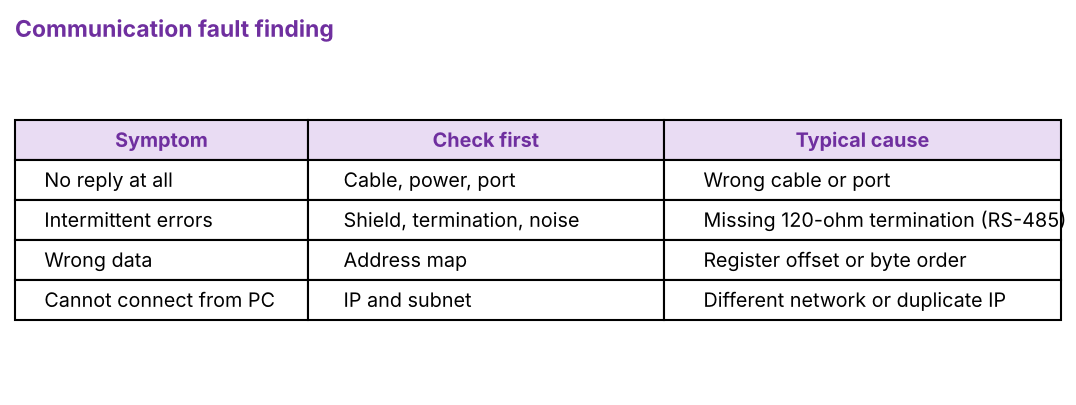 Communication fault finding
Symptom Check first Typical cause
No reply at all Cable, power, port Wrong cable or port
Intermittent errors Shield, termination, noise Missing 120-ohm termination (RS-485)
Wrong data Address map Register offset or byte order
Cannot connect from PC IP and subnet Different network or duplicate IP